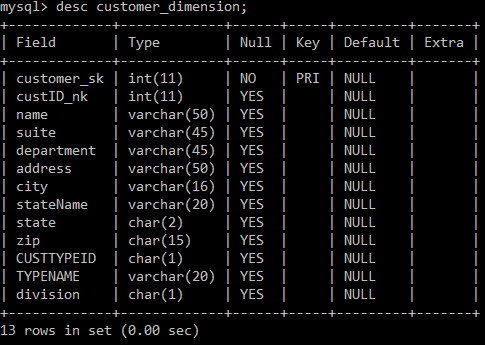 mysql> desc customer_dimension;
+-------------+-------------+------+-----+---------+-------+
| Field       | Type        | Null | Key | Default | Extra |
+-------------+-------------+------+-----+---------+-------+
| customer_sk | int(11)     | NO   | PRI | NULL    |       |
| custID_nk   | int(11)     | YES  |     | NULL    |       |
| name        | varchar(50) | YES  |     | NULL    |       |
| suite       | varchar(45) | YES  |     | NULL    |       |
| department  | varchar(45) | YES  |     | NULL    |       |
| address     | varchar(50) | YES  |     | NULL    |       |
| city        | varchar(16) | YES  |     | NULL    |       |
| stateName   | varchar(20) | YES  |     | NULL    |       |
| state       | char(2)     | YES  |     | NULL    |       |
| zip         | char(15)    | YES  |     | NULL    |       |
| CUSTTYPEID  | char(1)     | YES  |     | NULL    |       |
| TYPENAME    | varchar(20) | YES  |     | NULL    |       |
| division    | char(1)     | YES  |     | NULL    |       |
+-------------+-------------+------+-----+---------+-------+
13 rows in set (0.00 sec)